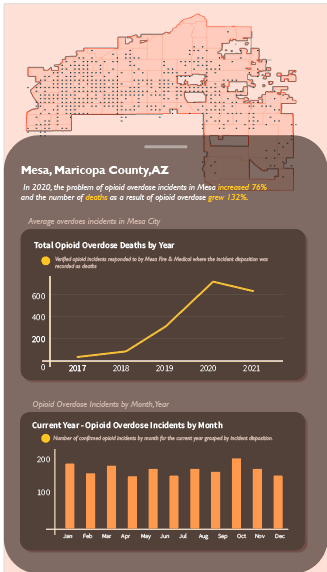 Mesa, Maricopa County,AZ
In 2020, the problem of opioid overdose incidents in Mesa increased 76%
and the number of deaths as a result of opioid overdose grew 132%.
Average overdoes incidents in Mesa City
Total Opioid Overdose Deaths by Year
Verified opioid incidents responded to by Mesa Fire & Medical where the incident disposition was
recorded as deaths
600
400
200
0
2017 2018 2019 2020 2021
Opioid Overdose Incidents by Month,Year
Current Year - Opioid Overdose Incidents by Month
Number of confirmed opioid incidents by month for the current year grouped by incident disposition.
200
100
Jan Feb Mar Apr May Jun Jul Aug Sep Oct Nov Dec